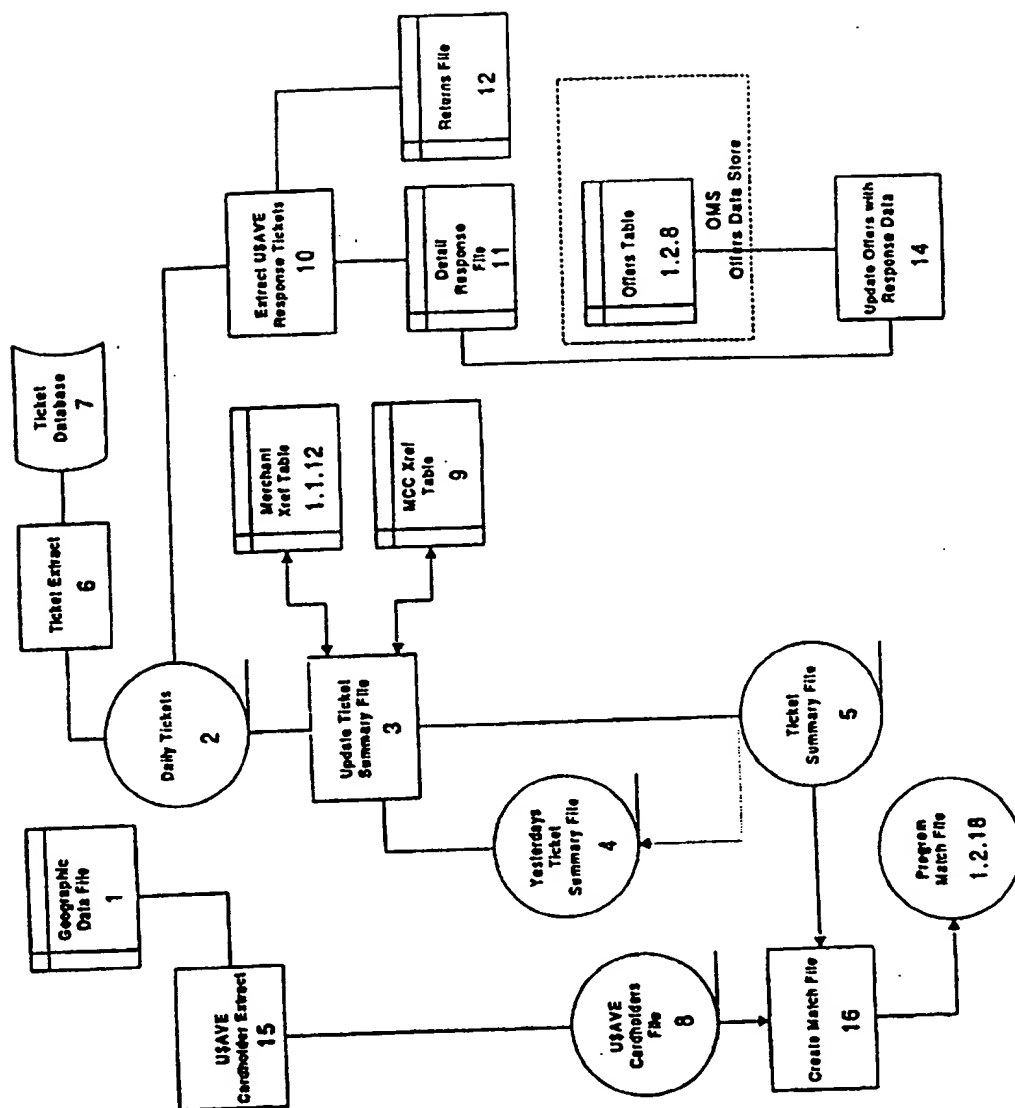 Ticket
Database
7
Ticket Extract
6
Daily Tickets
2
Geographic
Data File
1
U$AVE
Cardholder Extract
15
Extract U$AVE
Response Tickets
10
Returns File
12
Detail
Response
File
11
Merchant
Xref Table
1.1.12
MCC Xref
Table
9
Update Ticket
Summary File
3
Yesterdays
Ticket
Summary File
4
Ticket
Summary File
5
Offers Table
1.2.8
OMS
Offers Data Store
Update Offers with
Response Data
14
U$AVE
Cardholders
File
8
Create Match File
16
Program
Match File
1.2.18